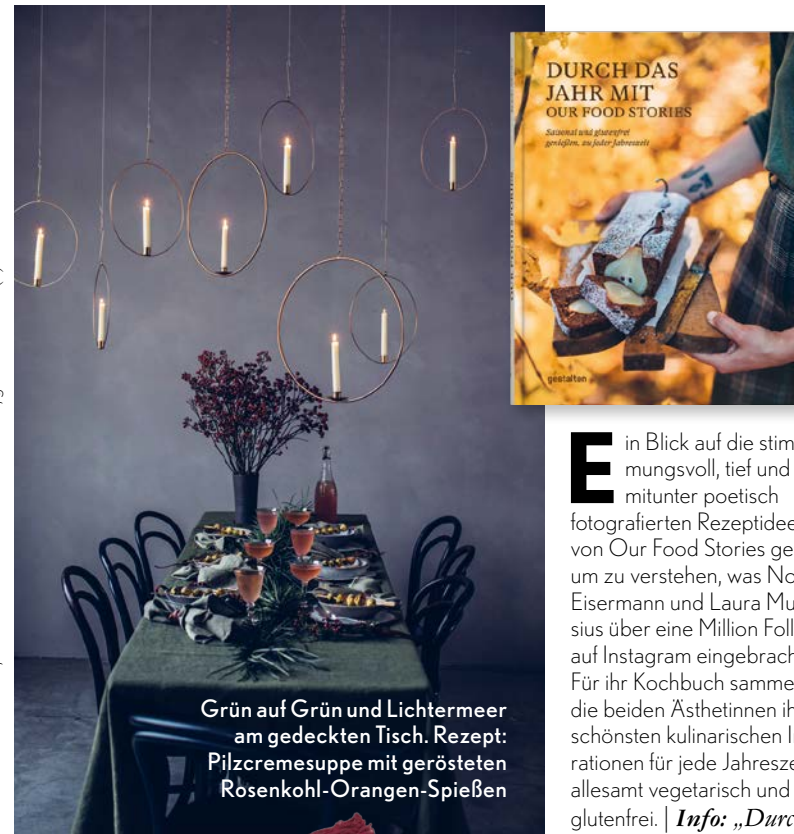 DURCH DAS
JAHR MIT
OUR FOOD STORIES
Saisonal und glutenfrei
genießen, zu jeder Jahreszeit
gestalten
Grün auf Grün und Lichtermeer
am gedeckten Tisch. Rezept:
Pilzcremesuppe mit gerösteten
Rosenkohl-Orangen-Spießen
Ein Blick auf die stim
mungsvoll, tief und
mitunter poetisch
fotografierten Rezeptidee
von Our Food Stories ge
um zu verstehen, was No
Eisermann und Laura Mu
sius über eine Million Foll
auf Instagram eingebrach
Für ihr Kochbuch samme
die beiden Ästhetinnen ih
schönsten kulinarischen I
rationen für jede Jahresze
allesamt vegetarisch und
glutenfrei. | Info: „Durc